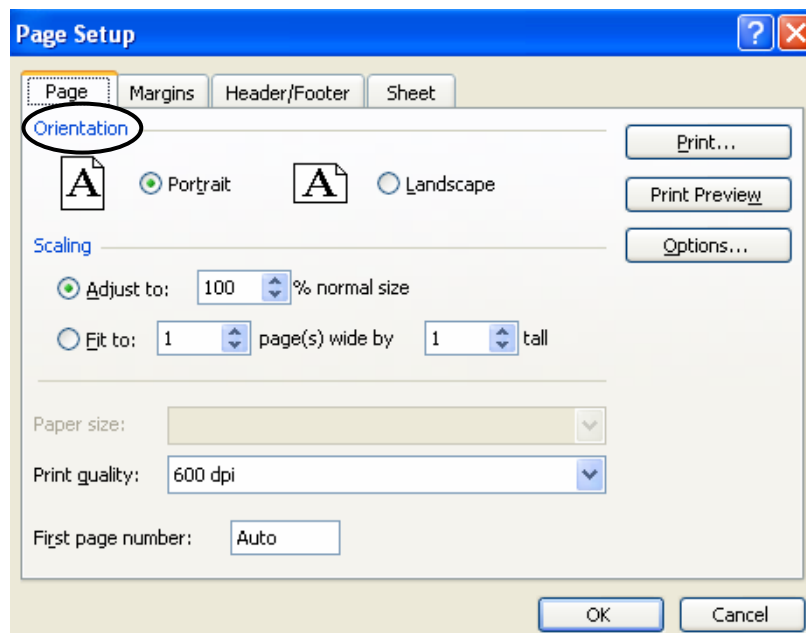 Page Setup
Page Margins Header/Footer Sheet
Orientation
Print...
A Portrait A Landscape
Print Preview
Scaling
Options...
Adjust to: 100 % normal size
Fit to: 1 page(s) wide by 1 tall
Paper size:
Print quality: 600 dpi
First page number: Auto
OK Cancel